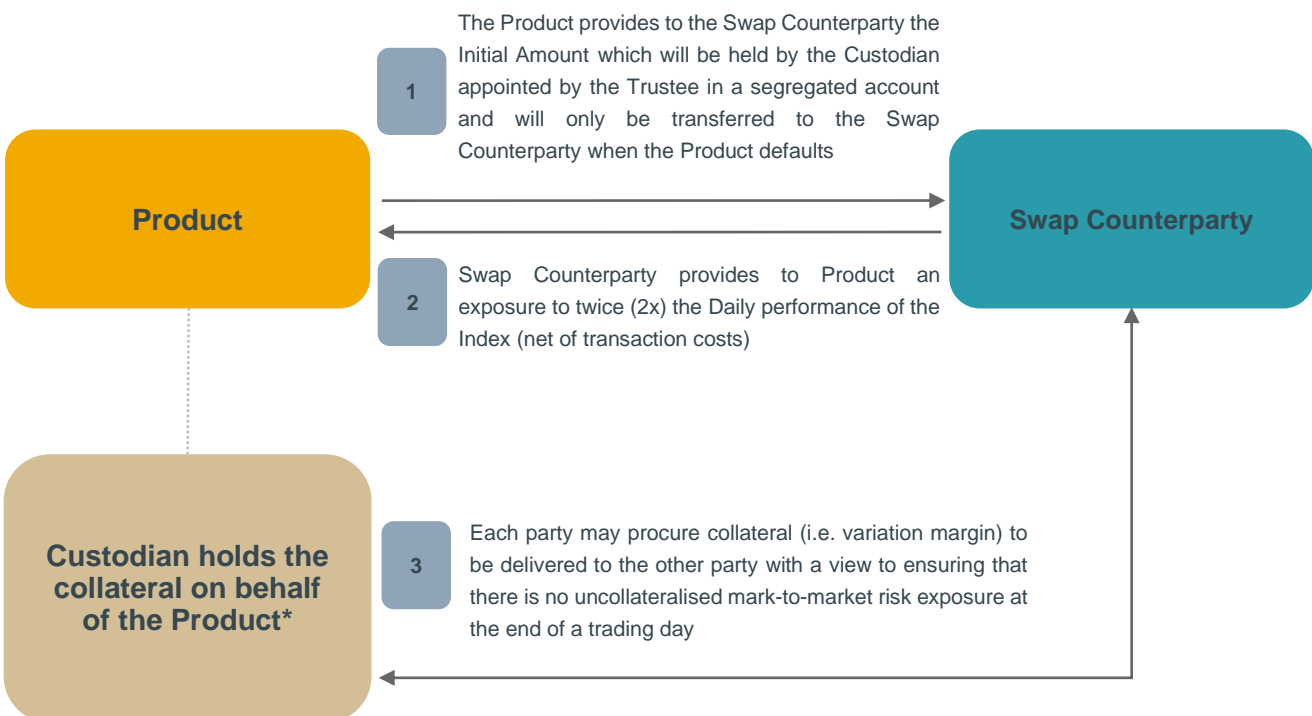 The Product provides to the Swap Counterparty the
Initial Amount which will be held by the Custodian
appointed by the Trustee in a segregated account
and will only be transferred to the Swap
Counterparty when the Product defaults
1
Product
Swap Counterparty
2
Swap Counterparty provides to Product an
exposure to twice (2x) the Daily performance of the
Index (net of transaction costs)
Custodian holds the
collateral on behalf
of the Product*
3
Each party may procure collateral (i.e. variation margin) to
be delivered to the other party with a view to ensuring that
there is no uncollateralised mark-to-market risk exposure at
the end of a trading day